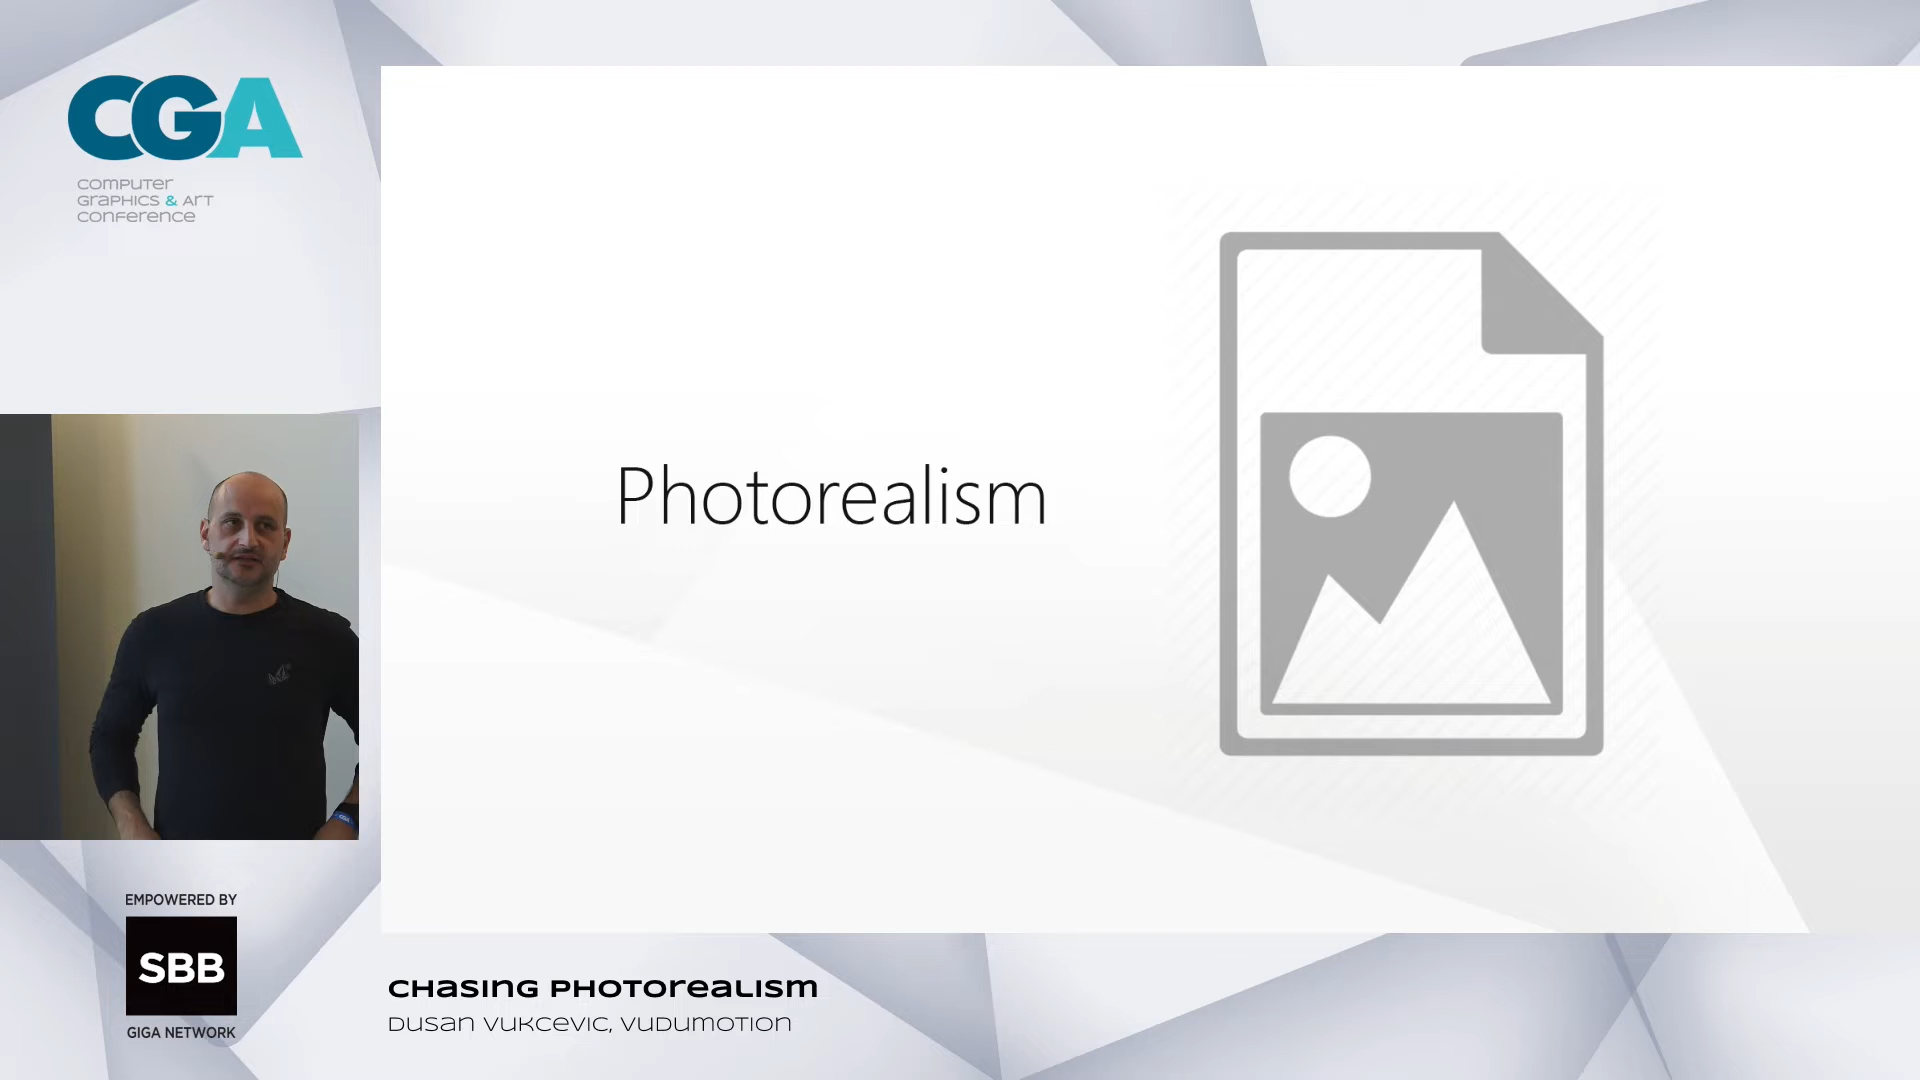 CGA
computer
graphics & art
conference
Photorealism
EMPOWERED BY
SBB
GIGA NETWORK
chasing photorealism
Dusan Vukcevic, Vudumotion